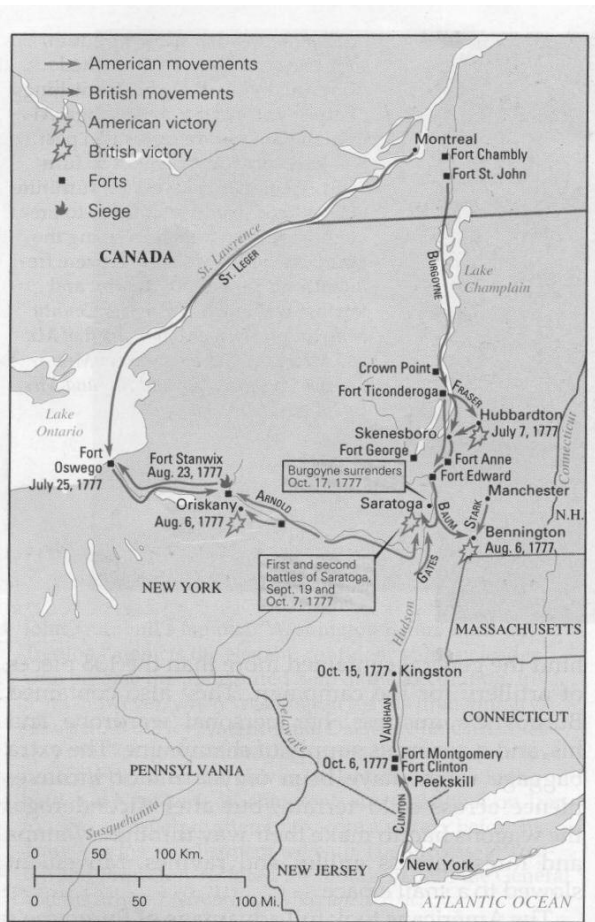 American movements
British movements
American victory
British victory
Forts
Siege
Montreal
Fort Chambly
Fort St. John
CANADA
St. Lawrence
ST. LEGER
BURGOYNE
Lake
Champlain
Crown Point
Fort Ticonderoga
FRASER
Hubbardton
July 7, 1777
Connecticut
Lake
Ontario
Skenesboro
Fort George
Fort Anne
Fort Edward
Fort
Oswego
July 25, 1777
Fort Stanwix
Aug. 23, 1777
Burgoyne surrenders
Oct. 17, 1777
Manchester
Oriskany
Aug. 6, 1777
ARNOLD
Saratoga
BAUM
STARK
N.H.
Bennington
Aug. 6, 1777
First and second
battles of Saratoga,
Sept. 19 and
Oct. 7, 1777
GATES
NEW YORK
Hudson
MASSACHUSETTS
Oct. 15, 1777
Kingston
VAUGHAN
CONNECTICUT
Delaware
Oct. 6, 1777
Fort Montgomery
Fort Clinton
Peekskill
PENNSYLVANIA
CLINTON
Susquehanna
0 50 100 Km.
0 50 100 Mi.
NEW JERSEY
New York
ATLANTIC OCEAN